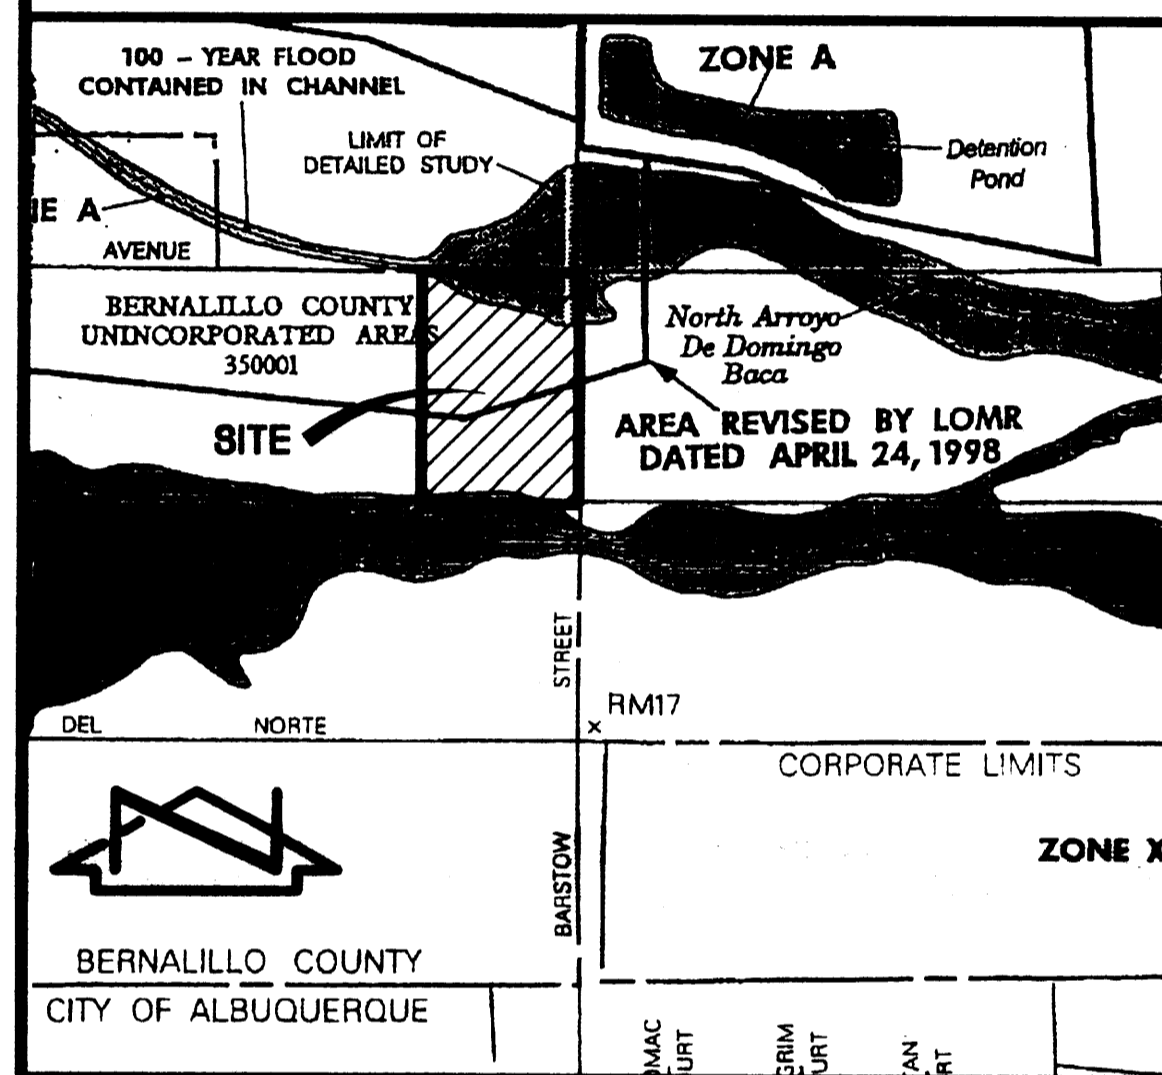 100 – YEAR FLOOD
CONTAINED IN CHANNEL
ZONE A
LIMIT OF
DETAILED STUDY
Detention
Pond
A
AVENUE
BERNALILLO COUNTY
UNINCORPORATED AREAS
350001
North Arroyo
De Domingo
Baca
SITE
AREA REVISED BY LOMR
DATED APRIL 24, 1998
STREET
RM17
x
DEL NORTE
CORPORATE LIMITS
ZONE X
BARSTOW
BERNALILLO COUNTY
CITY OF ALBUQUERQUE